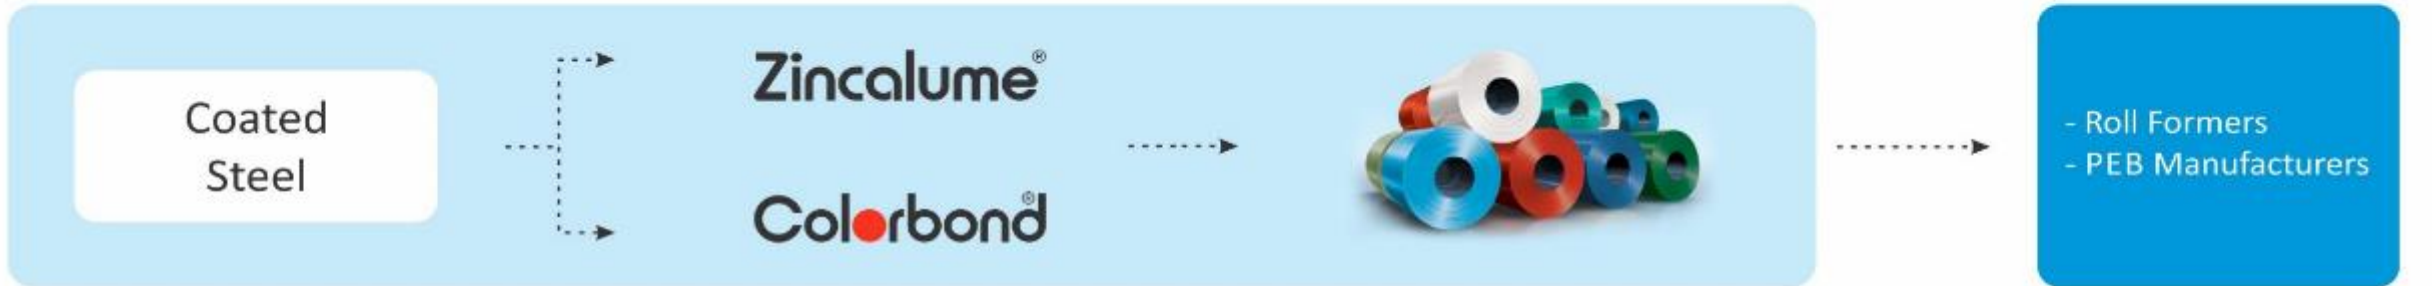 Coated
Steel
Zincalume®
Colorbond®
- Roll Formers
- PEB Manufacturers